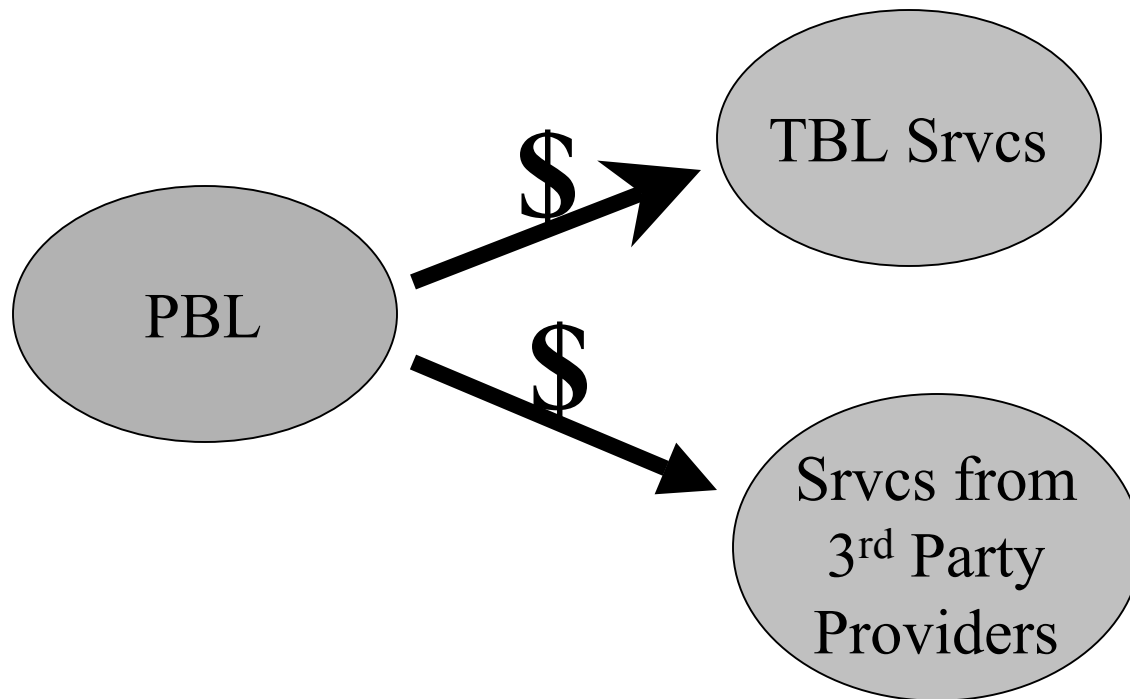 PBL
$
TBL Srvcs
$
Srvcs from
3rd Party
Providers